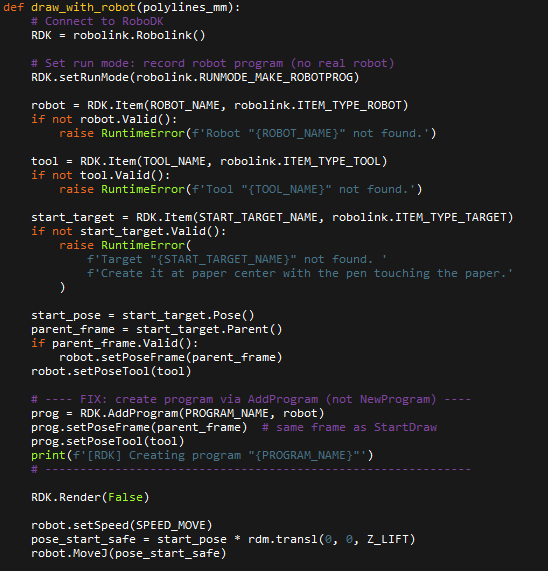 def draw_with_robot(polylines_mm):
    # Connect to RoboDK
    RDK = robolink.Robolink()

    # Set run mode: record robot program (no real robot)
    RDK.setRunMode(robolink.RUNMODE_MAKE_ROBOTPROG)

    robot = RDK.Item(ROBOT_NAME, robolink.ITEM_TYPE_ROBOT)
    if not robot.Valid():
        raise RuntimeError(f'Robot "{ROBOT_NAME}" not found.')

    tool = RDK.Item(TOOL_NAME, robolink.ITEM_TYPE_TOOL)
    if not tool.Valid():
        raise RuntimeError(f'Tool "{TOOL_NAME}" not found.')

    start_target = RDK.Item(START_TARGET_NAME, robolink.ITEM_TYPE_TARGET)
    if not start_target.Valid():
        raise RuntimeError(
            f'Target "{START_TARGET_NAME}" not found. '
            f'Create it at paper center with the pen touching the paper.'
        )

    start_pose = start_target.Pose()
    parent_frame = start_target.Parent()
    if parent_frame.Valid():
        robot.setPoseFrame(parent_frame)
    robot.setPoseTool(tool)

    # ---- FIX: create program via AddProgram (not NewProgram) ----
    prog = RDK.AddProgram(PROGRAM_NAME, robot)
    prog.setPoseFrame(parent_frame)  # same frame as StartDraw
    prog.setPoseTool(tool)
    print(f'[RDK] Creating program "{PROGRAM_NAME}"')
    # -------------------------------------------------------------

    RDK.Render(False)

    robot.setSpeed(SPEED_MOVE)
    pose_start_safe = start_pose * rdm.transl(0, 0, Z_LIFT)
    robot.MoveJ(pose_start_safe)